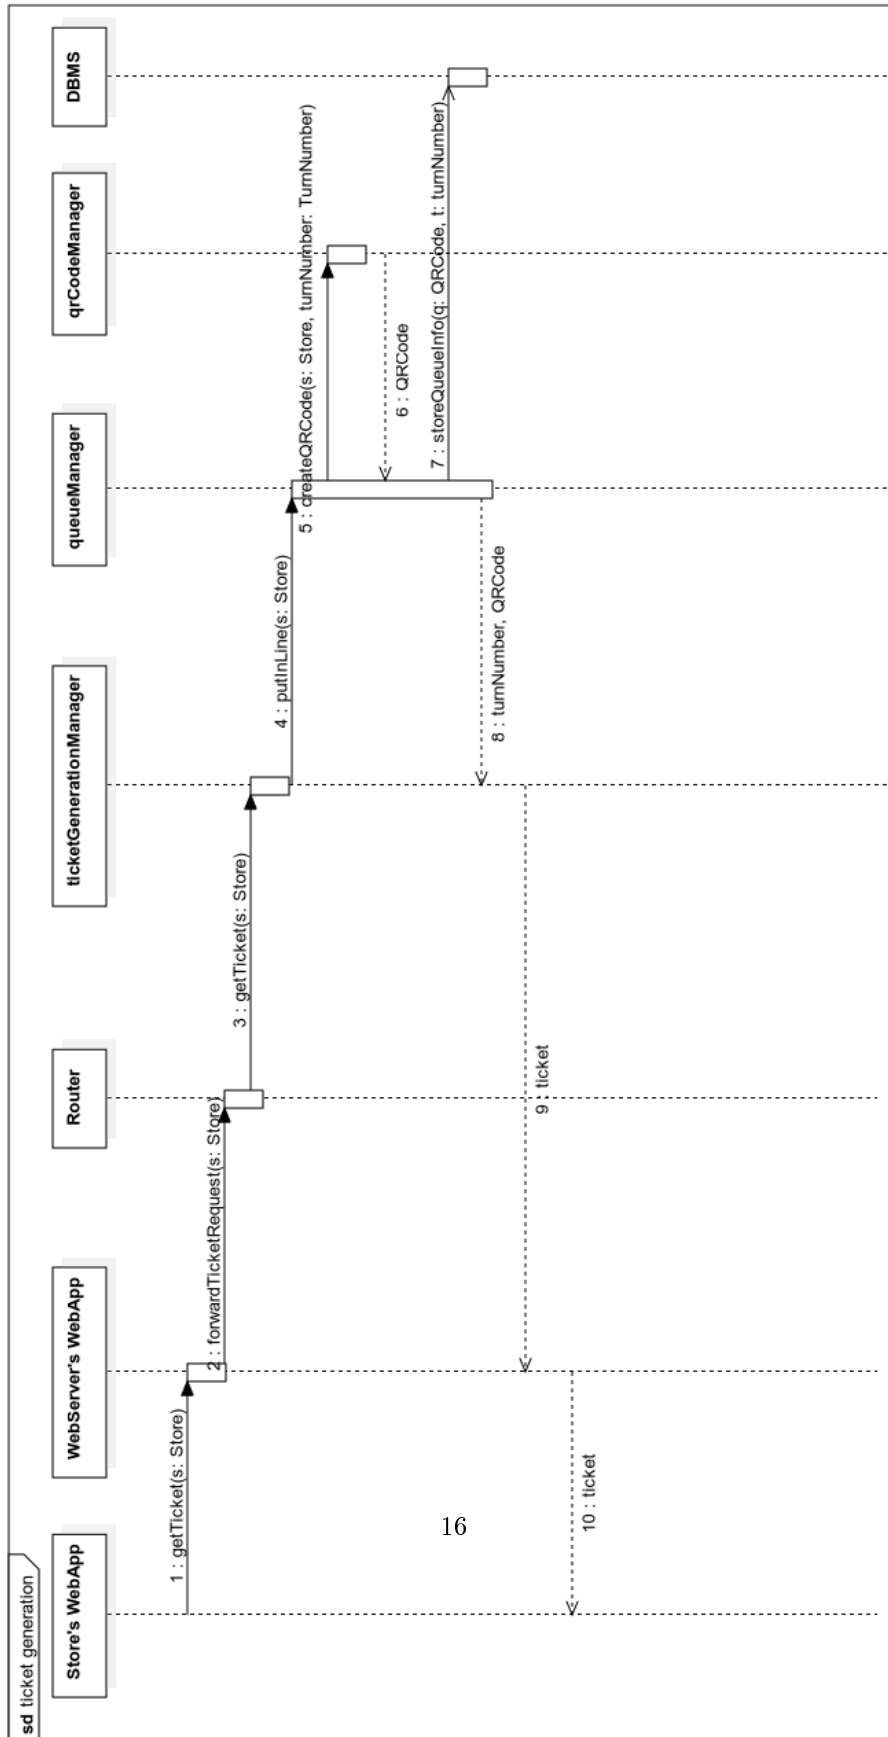 sd ticket generation
Store's WebApp
WebServer's WebApp
Router
ticketGenerationManager
queueManager
qrCodeManager
DBMS
1 : getTicket(s: Store)
2 : forwardTicketRequest(s: Store)
3 : getTicket(s: Store)
4 : putInLine(s: Store)
5 : createQRCode(s: Store, turnNumber: TurnNumber)
6 : QRCode
7 : storeQueueInfo(q: QRCode, t: turnNumber)
8 : turnNumber, QRCode
9 : ticket
10 : ticket
16